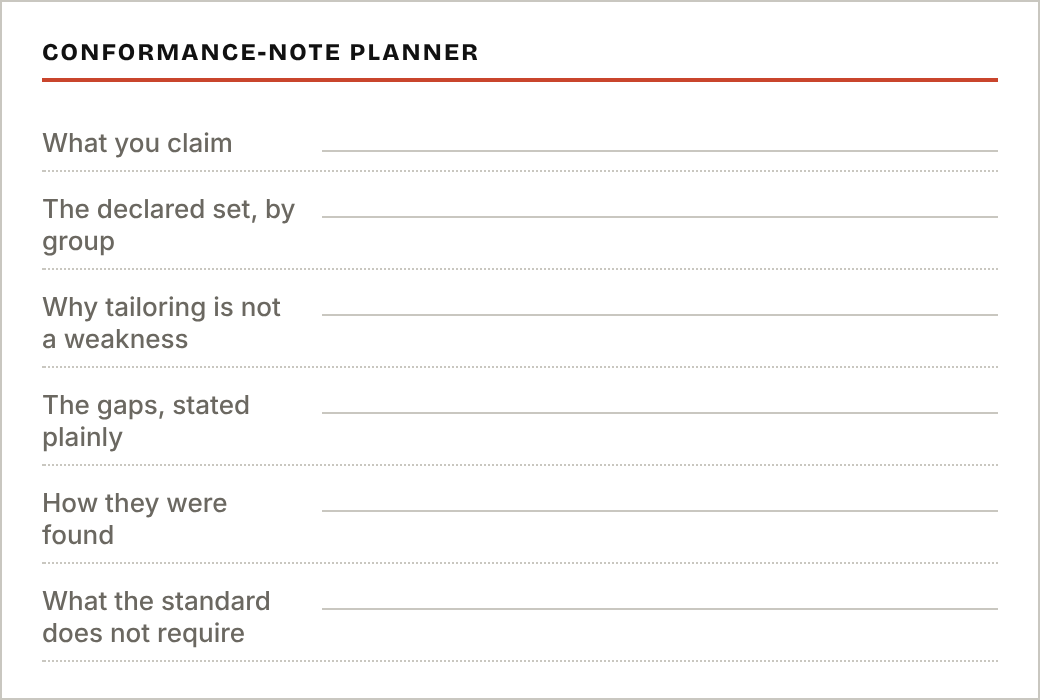 CONFORMANCE-NOTE PLANNER
What you claim
The declared set, by
group
Why tailoring is not
a weakness
The gaps, stated
plainly
How they were
found
What the standard
does not require